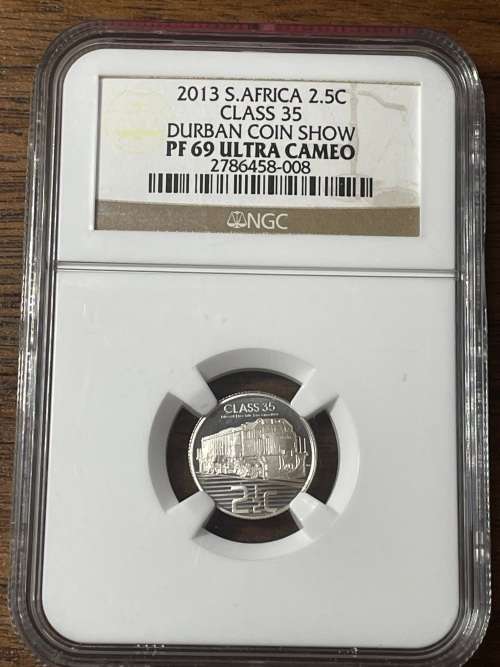 2013 S.AFRICA 2.5C
CLASS 35
DURBAN COIN SHOW
PF 69 ULTRA CAMEO
2786458-008
NGC
CLASS 35
2½c